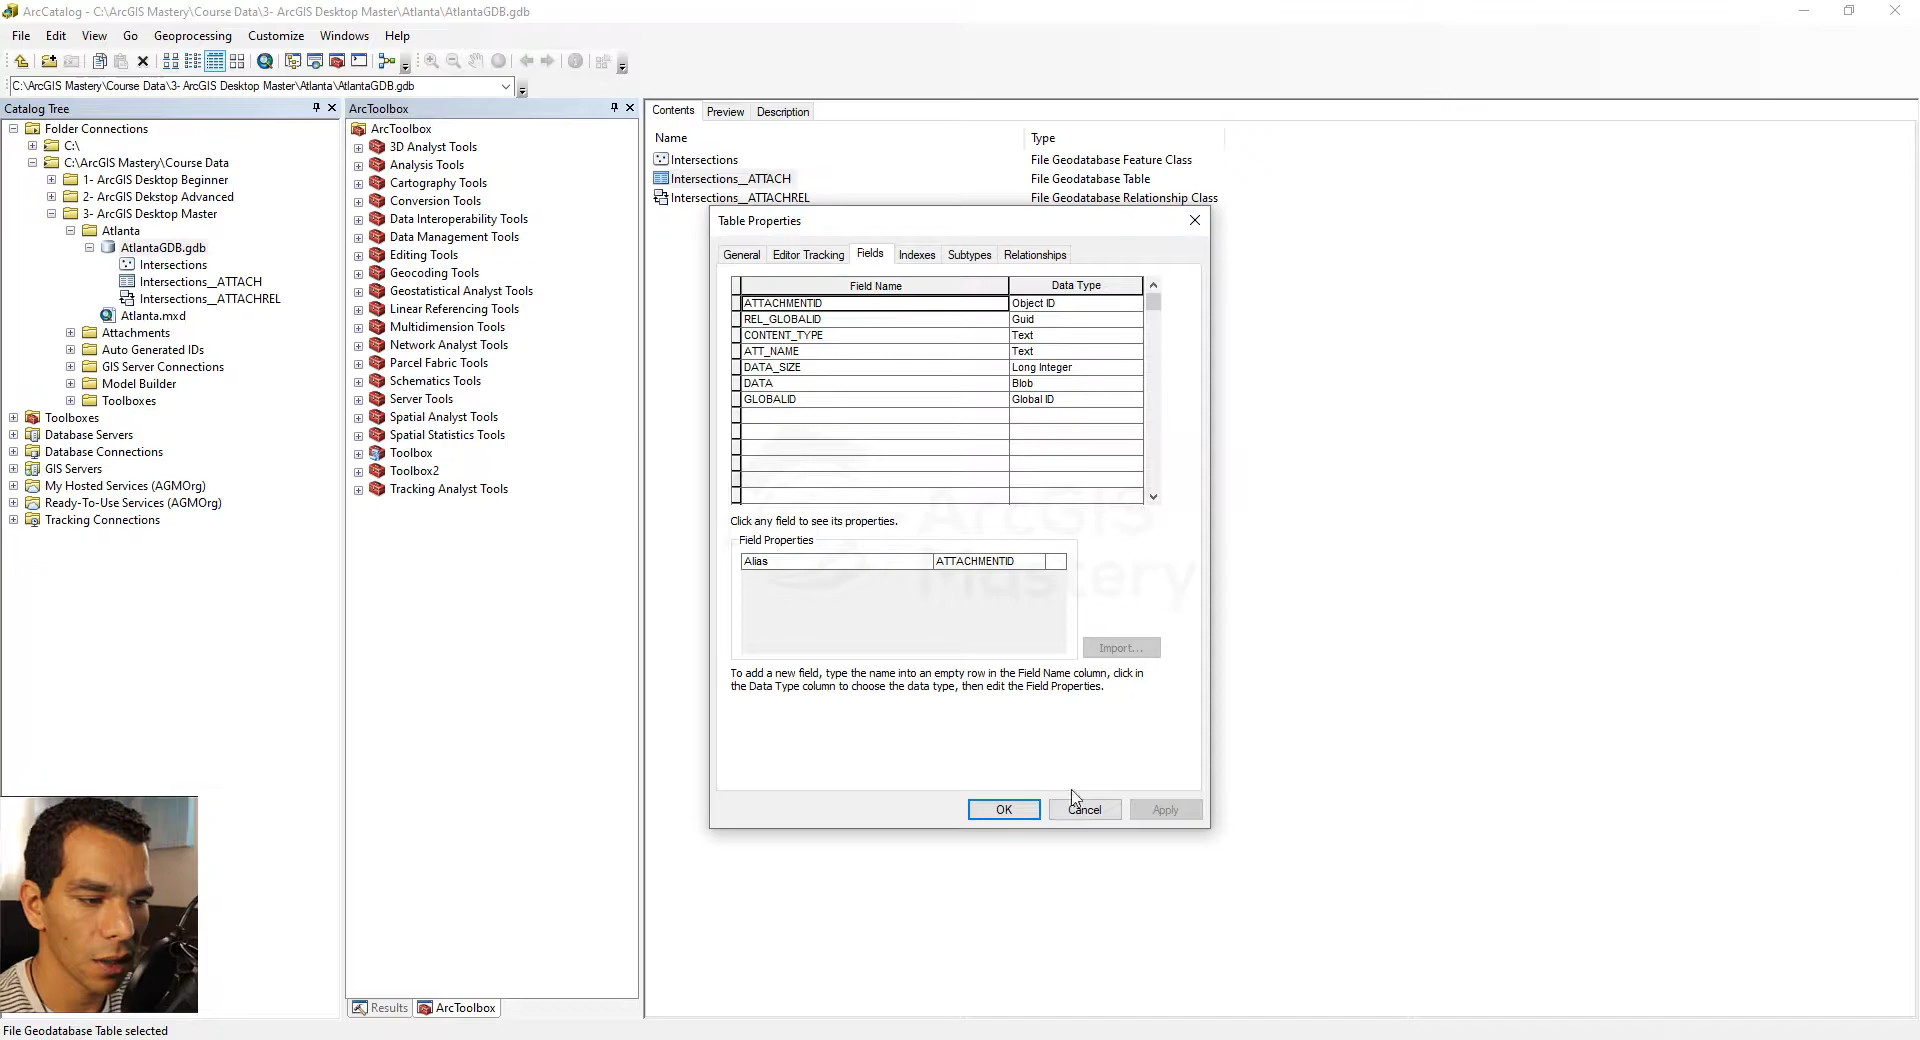 ArcCatalog - C:\ArcGIS Mastery\Course Data\3- ArcGIS Desktop Master\Atlanta\AtlantaGDB.gdb
File Edit View Go Geoprocessing Customize Windows Help
C:\ArcGIS Mastery\Course Data\3- ArcGIS Desktop Master\Atlanta\AtlantaGDB.gdb
Catalog Tree
Folder Connections
C:\
C:\ArcGIS Mastery\Course Data
1- ArcGIS Desktop Beginner
2- ArcGIS Dekstop Advanced
3- ArcGIS Desktop Master
Atlanta
AtlantaGDB.gdb
Intersections
Intersections__ATTACH
Intersections__ATTACHREL
Atlanta.mxd
Attachments
Auto Generated IDs
GIS Server Connections
Model Builder
Toolboxes
Toolboxes
Database Servers
Database Connections
GIS Servers
My Hosted Services (AGMOrg)
Ready-To-Use Services (AGMOrg)
Tracking Connections
ArcToolbox
ArcToolbox
3D Analyst Tools
Analysis Tools
Cartography Tools
Conversion Tools
Data Interoperability Tools
Data Management Tools
Editing Tools
Geocoding Tools
Geostatistical Analyst Tools
Linear Referencing Tools
Multidimension Tools
Network Analyst Tools
Parcel Fabric Tools
Schematics Tools
Server Tools
Spatial Analyst Tools
Spatial Statistics Tools
Toolbox
Toolbox2
Tracking Analyst Tools
Results ArcToolbox
Contents Preview Description
Name Type
Intersections File Geodatabase Feature Class
Intersections__ATTACH File Geodatabase Table
Intersections__ATTACHREL File Geodatabase Relationship Class
Table Properties
General Editor Tracking Fields Indexes Subtypes Relationships
Field Name Data Type
ATTACHMENTID Object ID
REL_GLOBALID Guid
CONTENT_TYPE Text
ATT_NAME Text
DATA_SIZE Long Integer
DATA Blob
GLOBALID Global ID
ArcGIS
Mastery
Click any field to see its properties.
Field Properties
Alias ATTACHMENTID
Import...
To add a new field, type the name into an empty row in the Field Name column, click in
the Data Type column to choose the data type, then edit the Field Properties.
OK Cancel Apply
File Geodatabase Table selected